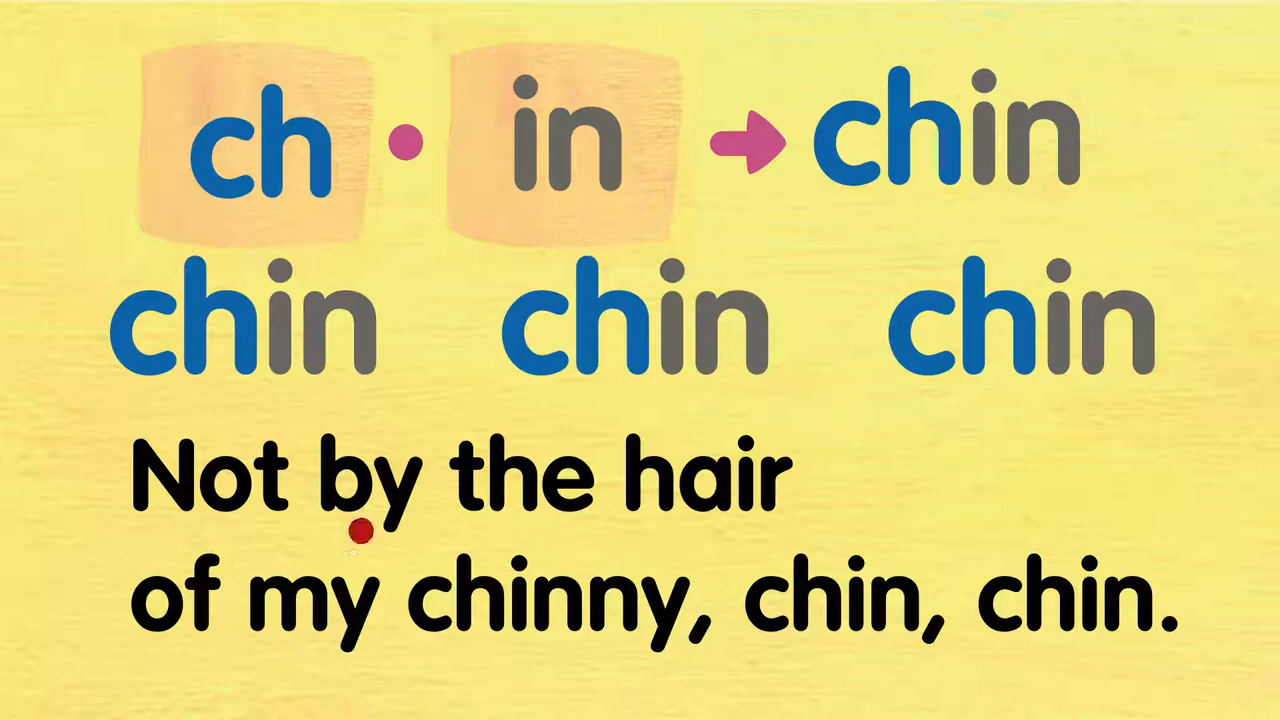 ch • in → chin
chin chin chin
Not by the hair
of my chinny, chin, chin.